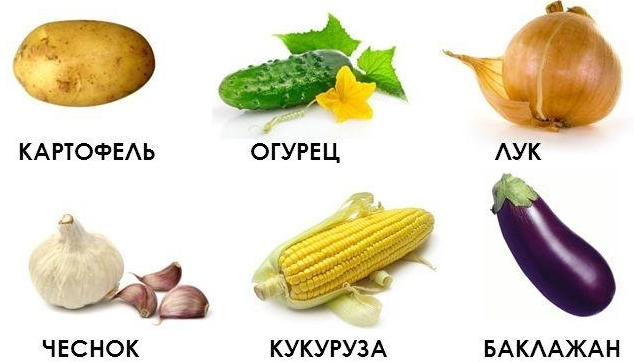 КАРТОФЕЛЬ ОГУРЕЦ ЛУК
ЧЕСНОК КУКУРУЗА БАКЛАЖАН